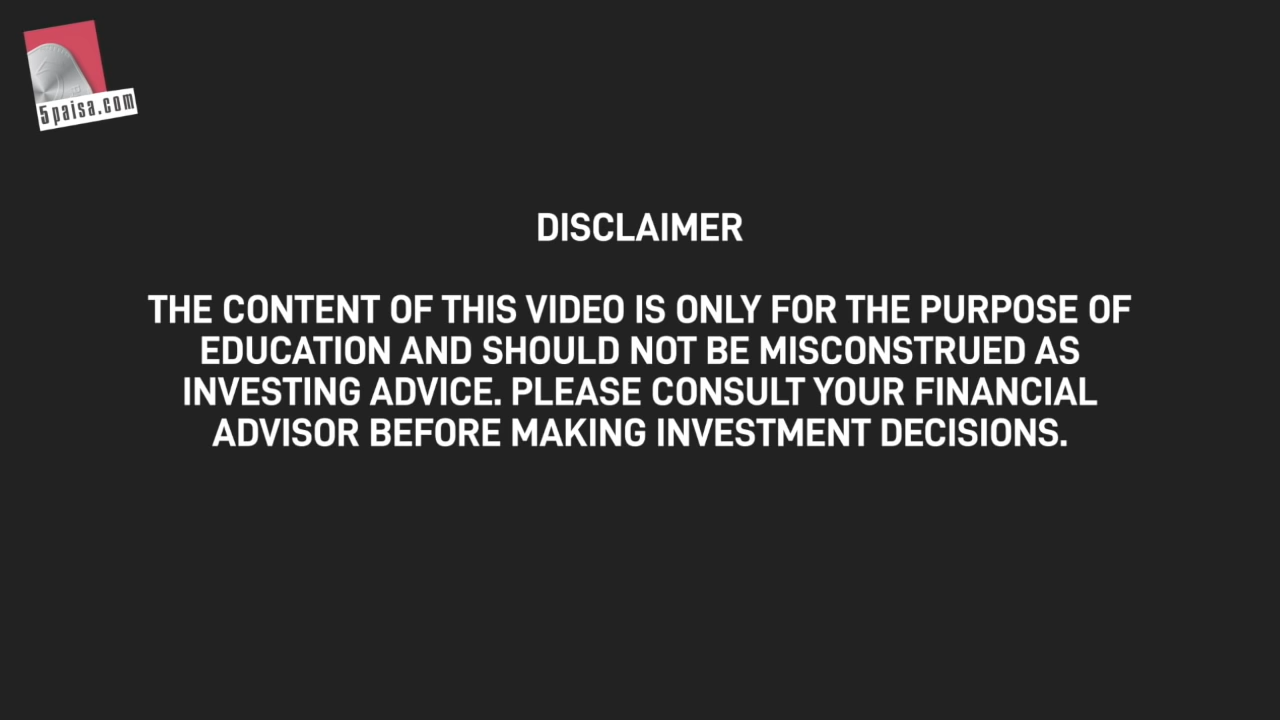 5paisa.com
DISCLAIMER
THE CONTENT OF THIS VIDEO IS ONLY FOR THE PURPOSE OF
EDUCATION AND SHOULD NOT BE MISCONSTRUED AS
INVESTING ADVICE. PLEASE CONSULT YOUR FINANCIAL
ADVISOR BEFORE MAKING INVESTMENT DECISIONS.